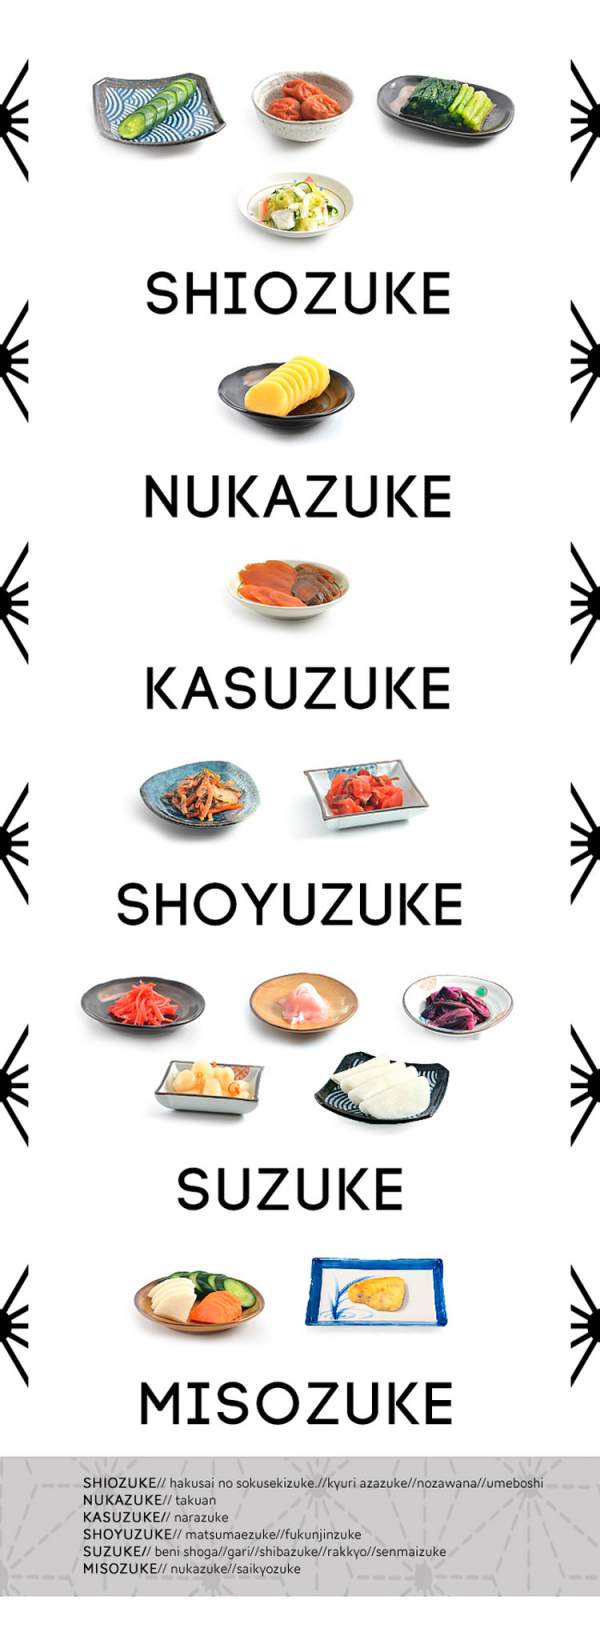 SHIOZUKE
NUKAZUKE
KASUZUKE
SHOYUZUKE
SUZUKE
MISOZUKE
SHIOZUKE// hakusai no sokusekizuke.//kyuri azazuke//nozawana//umeboshi
NUKAZUKE// takuan
KASUZUKE// narazuke
SHOYUZUKE// matsumaezuke//fukunjinzuke
SUZUKE// beni shoga//gari//shibazuke//rakkyo//senmaizuke
MISOZUKE// nukazuke//saikyozuke